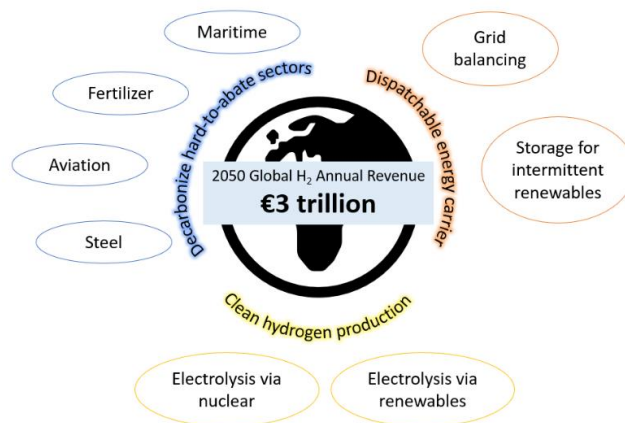 Maritime
Fertilizer
Aviation
Steel
Decarbonize hard-to-abate sectors
2050 Global H₂ Annual Revenue
€3 trillion
Dispatchable energy carrier
Grid
balancing
Storage for
intermittent
renewables
Clean hydrogen production
Electrolysis via
nuclear
Electrolysis via
renewables